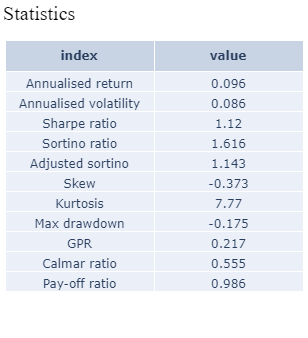 Statistics
index value
Annualised return 0.096
Annualised volatility 0.086
Sharpe ratio 1.12
Sortino ratio 1.616
Adjusted sortino 1.143
Skew -0.373
Kurtosis 7.77
Max drawdown -0.175
GPR 0.217
Calmar ratio 0.555
Pay-off ratio 0.986